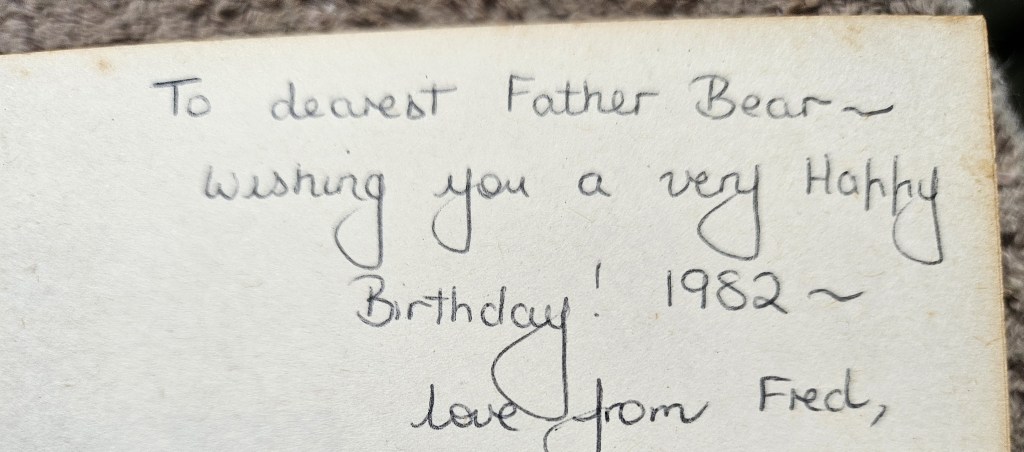 To dearest Father Bear ~
wishing you a very Happy
Birthday! 1982 ~
love from Fred,